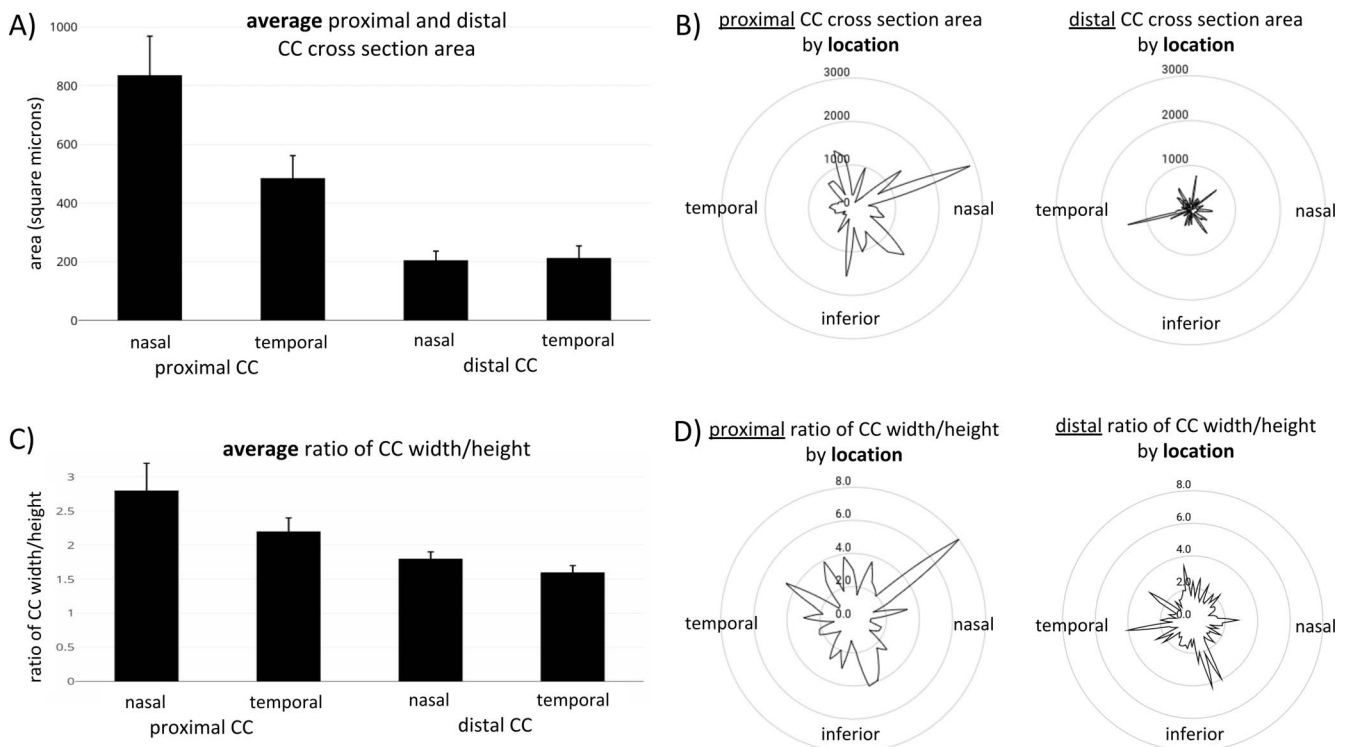 A)
average proximal and distal
CC cross section area
area (square microns)
1000
800
600
400
200
0
nasal
temporal
nasal
temporal
proximal CC
distal CC
B)
proximal CC cross section area
by location
3000
2000
1000
0
temporal
nasal
inferior
distal CC cross section area
by location
3000
2000
1000
0
temporal
nasal
inferior
C)
average ratio of CC width/height
ratio of CC width/height
3
2.5
2
1.5
1
0.5
0
nasal
temporal
nasal
temporal
proximal CC
distal CC
D)
proximal ratio of CC width/height
by location
8.0
6.0
4.0
2.0
0.0
temporal
nasal
inferior
distal ratio of CC width/height
by location
8.0
6.0
4.0
2.0
0.0
temporal
nasal
inferior